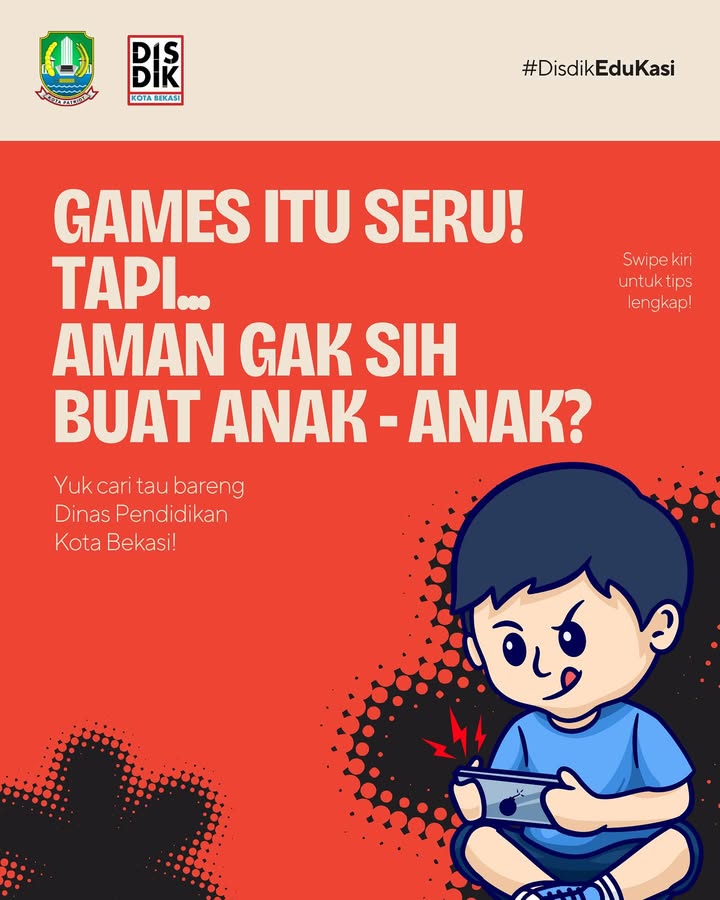 KOTA PATRIOT
DIS
DIK
KOTA BEKASI
#DisdikEduKasi
GAMES ITU SERU!
TAPI...
AMAN GAK SIH
BUAT ANAK - ANAK?
Swipe kiri
untuk tips
lengkap!
Yuk cari tau bareng
Dinas Pendidikan
Kota Bekasi!